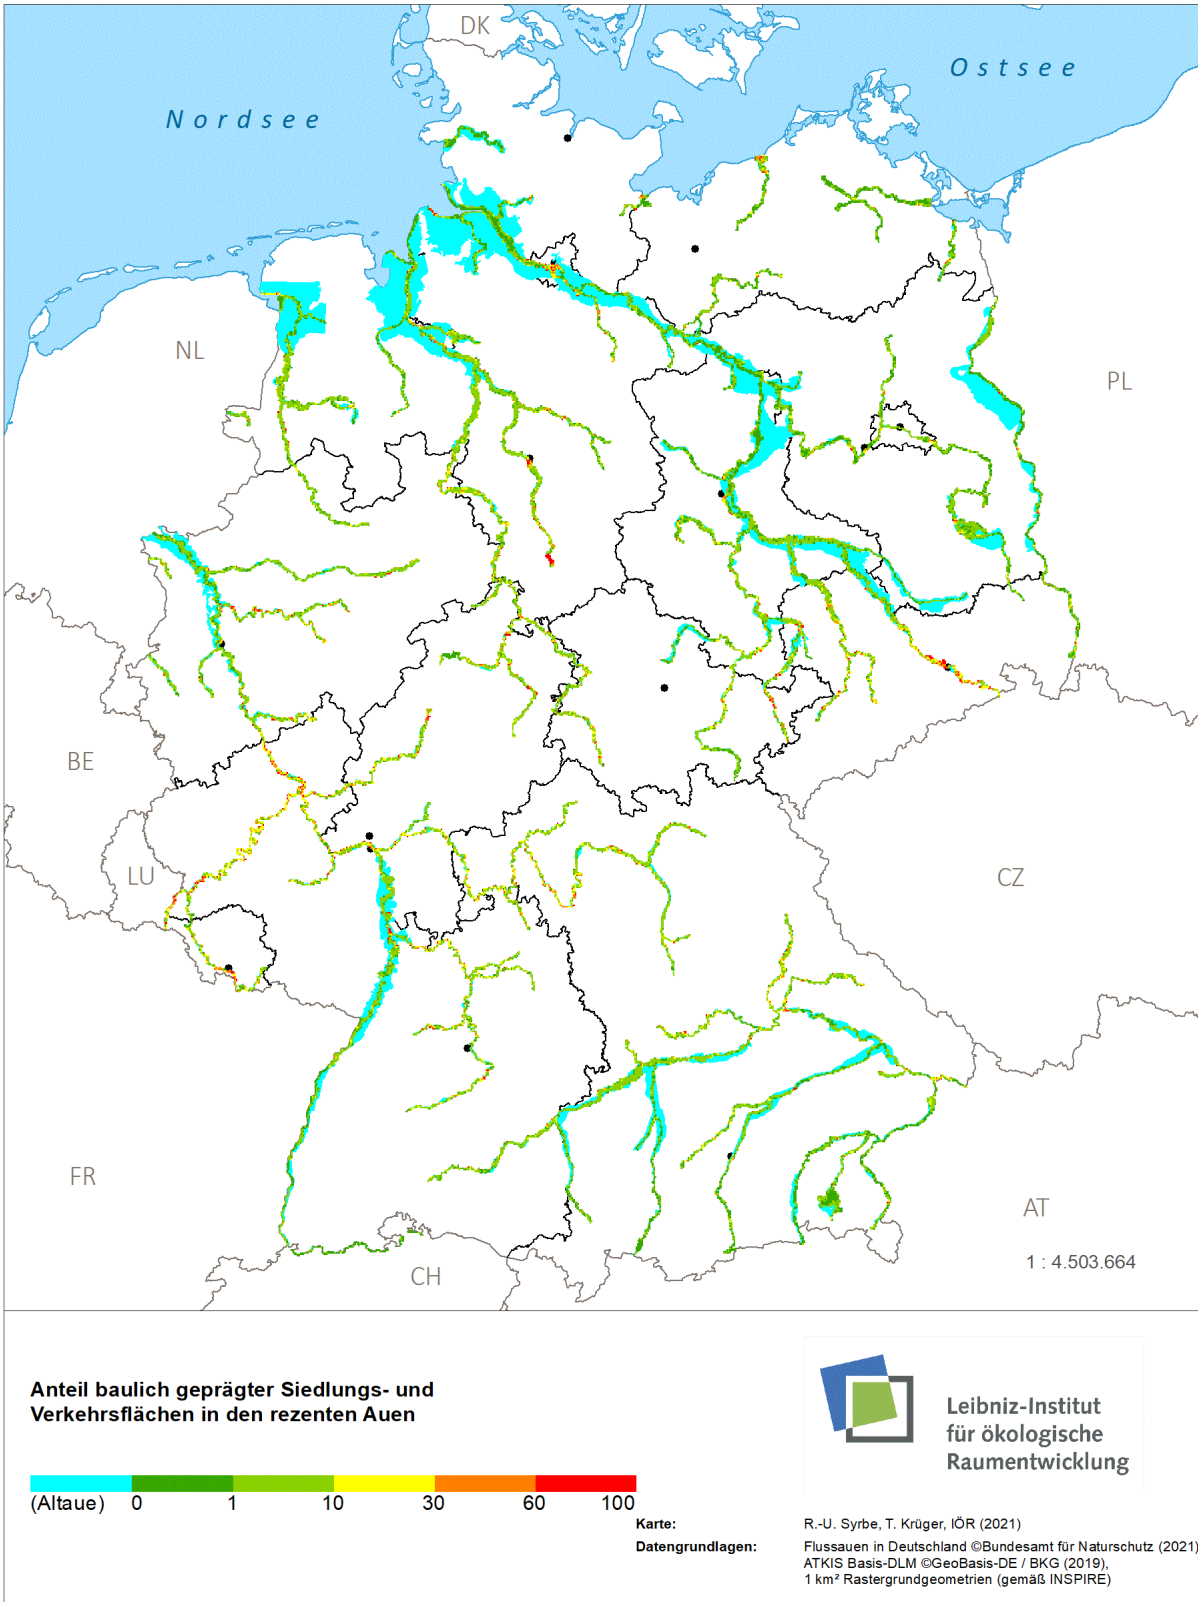 DK
Ostsee
Nordsee
NL
PL
BE
LU
CZ
FR
AT
CH
1 : 4.503.664
Anteil baulich geprägter Siedlungs- und
Verkehrsflächen in den rezenten Auen
(Altaue) 0 1 10 30 60 100
Leibniz-Institut
für ökologische
Raumentwicklung
Karte: R.-U. Syrbe, T. Krüger, IÖR (2021)
Datengrundlagen: Flussauen in Deutschland ©Bundesamt für Naturschutz (2021)
ATKIS Basis-DLM ©GeoBasis-DE / BKG (2019),
1 km² Rastergrundgeometrien (gemäß INSPIRE)